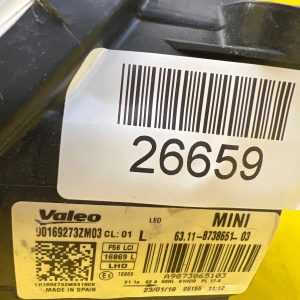 26659
Valeo
LED
MINI
90169273ZM03 CL: 01 L
63.11-8738651- 03
F56 LCI
16869 L
LHD
16869
A9873865103
MADE IN SPAIN
23/01/19